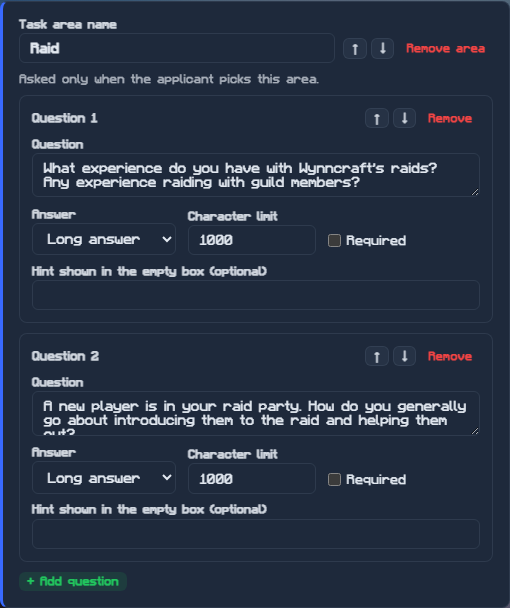 Task area name
Raid
↑ ↓ Remove area
Asked only when the applicant picks this area.
Question 1
↑ ↓ Remove
Question
What experience do you have with Wynncraft's raids?
Any experience raiding with guild members?
Answer
Character limit
Long answer
1000
Required
Hint shown in the empty box (optional)
Question 2
↑ ↓ Remove
Question
A new player is in your raid party. How do you generally
go about introducing them to the raid and helping them
out?
Answer
Character limit
Long answer
1000
Required
Hint shown in the empty box (optional)
+ Add question